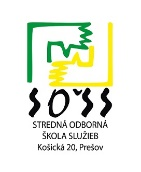 SOŠS
STREDNÁ ODBORNÁ
ŠKOLA SLUŽIEB
Košická 20, Prešov